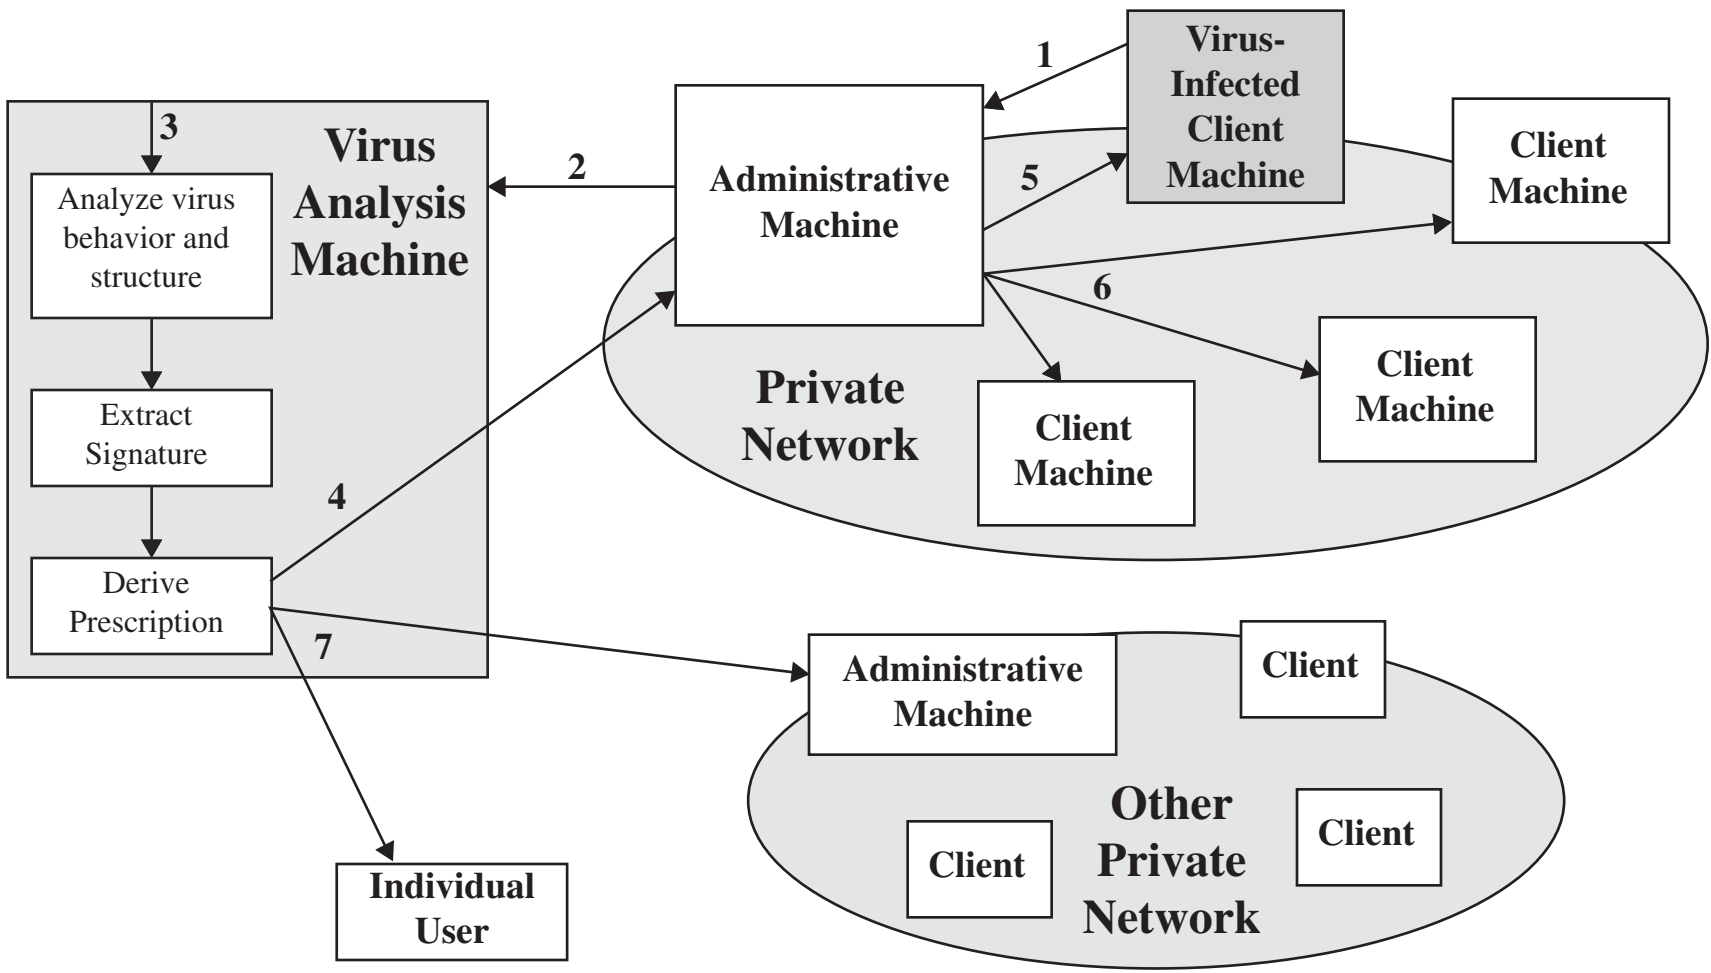 3
Virus
Analysis
Machine
Analyze virus
behavior and
structure
Extract
Signature
Derive
Prescription
2
4
7
Administrative
Machine
1
5
6
Virus-
Infected
Client
Machine
Client
Machine
Client
Machine
Client
Machine
Private
Network
Individual
User
Administrative
Machine
Client
Client
Client
Other
Private
Network